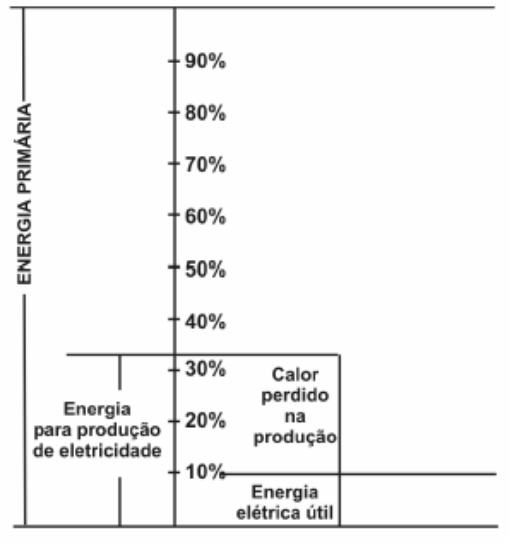 ENERGIA PRIMÁRIA
90%
80%
70%
60%
50%
40%
30%
20%
10%
Energia
para produção
de eletricidade
Calor
perdido
na
produção
Energia
elétrica útil